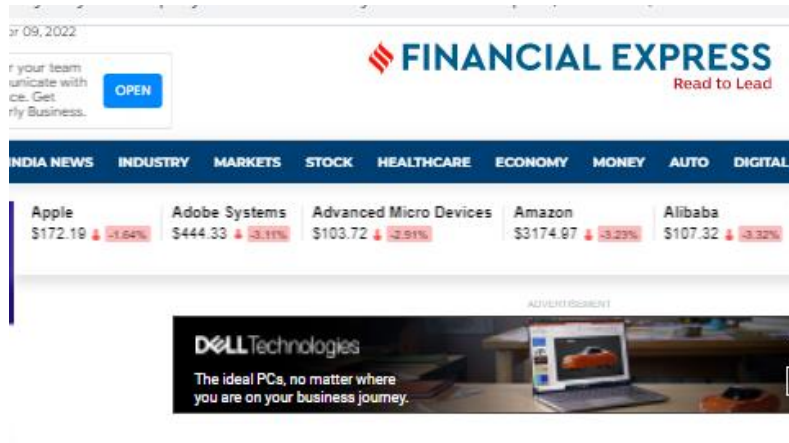 09, 2022
your team
with
OPEN
ce. Get
Business.
FINANCIAL EXPRESS
Read to Lead
INDIA NEWS INDUSTRY MARKETS STOCK HEALTHCARE ECONOMY MONEY AUTO DIGITAL
Apple Adobe Systems Advanced Micro Devices Amazon Alibaba
$172.19 -1.64% $444.33 -3.11% $103.72 -2.91% $3174.97 -3.23% $107.32 -3.32%
ADVERTISEMENT
DELLTechnologies
The ideal PCs, no matter where
you are on your business journey.